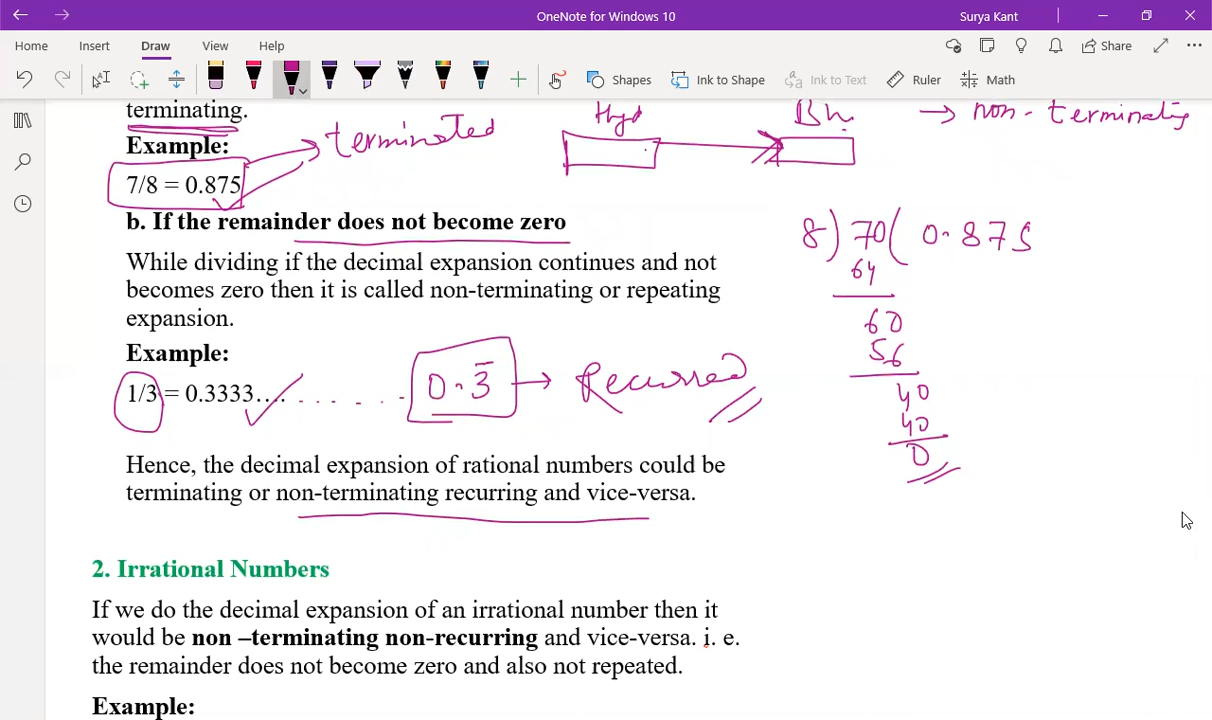 OneNote for Windows 10
Surya Kant
Home Insert Draw View Help
Share
Shapes Ink to Shape Ink to Text Ruler Math
terminating.
Example:
7/8 = 0.875
terminated
Hyd
Bh.
→ non-terminating
b. If the remainder does not become zero
While dividing if the decimal expansion continues and not
becomes zero then it is called non-terminating or repeating
expansion.
Example:
1/3 = 0.3333.... ..... 0.3̅ → Recurred
8)70(0.875
64
60
56
40
40
0
Hence, the decimal expansion of rational numbers could be
terminating or non-terminating recurring and vice-versa.
2. Irrational Numbers
If we do the decimal expansion of an irrational number then it
would be non –terminating non-recurring and vice-versa. i. e.
the remainder does not become zero and also not repeated.
Example: